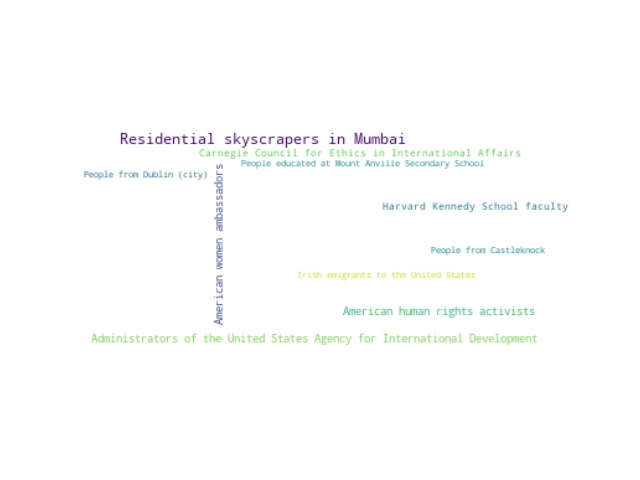 Residential skyscrapers in Mumbai
Carnegie Council for Ethics in International Affairs
People educated at Mount Anville Secondary School
People from Dublin (city)
American women ambassadors
Harvard Kennedy School faculty
People from Castleknock
Irish emigrants to the United States
American human rights activists
Administrators of the United States Agency for International Development